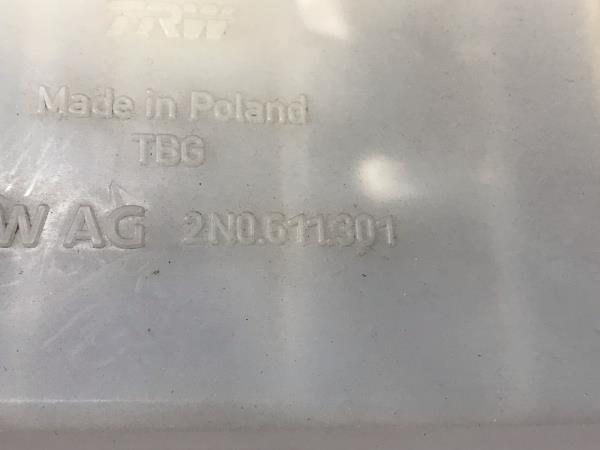 TRW
Made in Poland
TBG
W AG 2N0.611.301